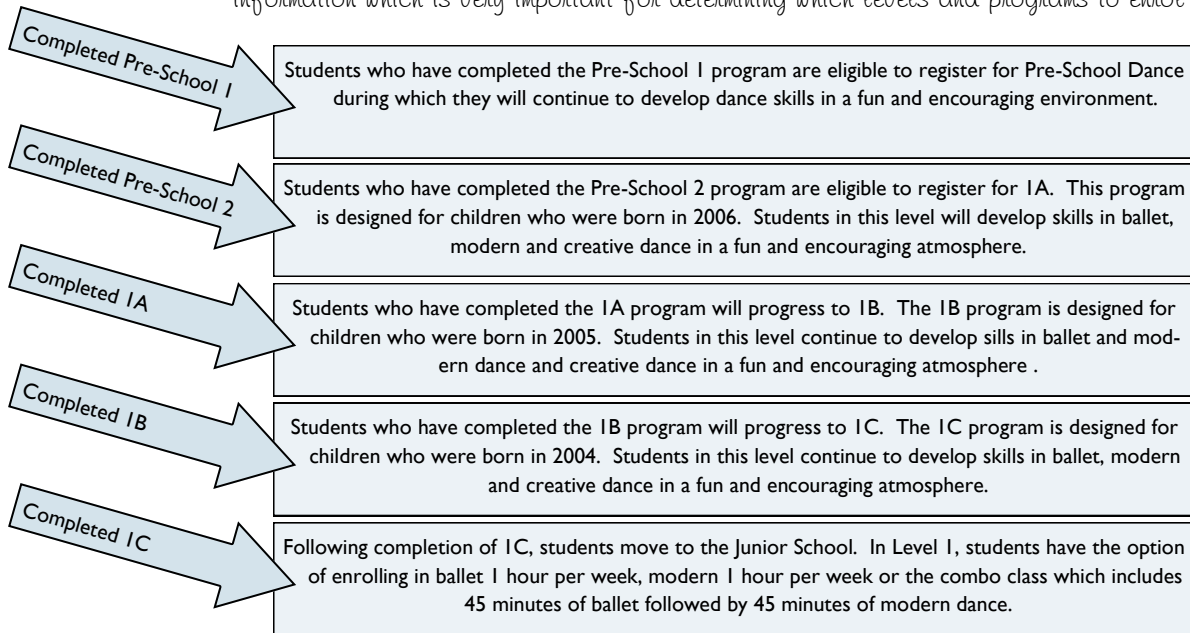 information which is very important for determining which levels and programs to enrol
Completed Pre-School 1
Students who have completed the Pre-School 1 program are eligible to register for Pre-School Dance
during which they will continue to develop dance skills in a fun and encouraging environment.
Completed Pre-School 2
Students who have completed the Pre-School 2 program are eligible to register for 1A.  This program
is designed for children who were born in 2006.  Students in this level will develop skills in ballet,
modern and creative dance in a fun and encouraging atmosphere.
Completed 1A
Students who have completed the 1A program will progress to 1B.  The 1B program is designed for
children who were born in 2005.  Students in this level continue to develop sills in ballet and mod-
ern dance and creative dance in a fun and encouraging atmosphere .
Completed 1B
Students who have completed the 1B program will progress to 1C.  The 1C program is designed for
children who were born in 2004.  Students in this level continue to develop skills in ballet, modern
and creative dance in a fun and encouraging atmosphere.
Completed 1C
Following completion of 1C, students move to the Junior School.  In Level 1, students have the option
of enrolling in ballet 1 hour per week, modern 1 hour per week or the combo class which includes
45 minutes of ballet followed by 45 minutes of modern dance.